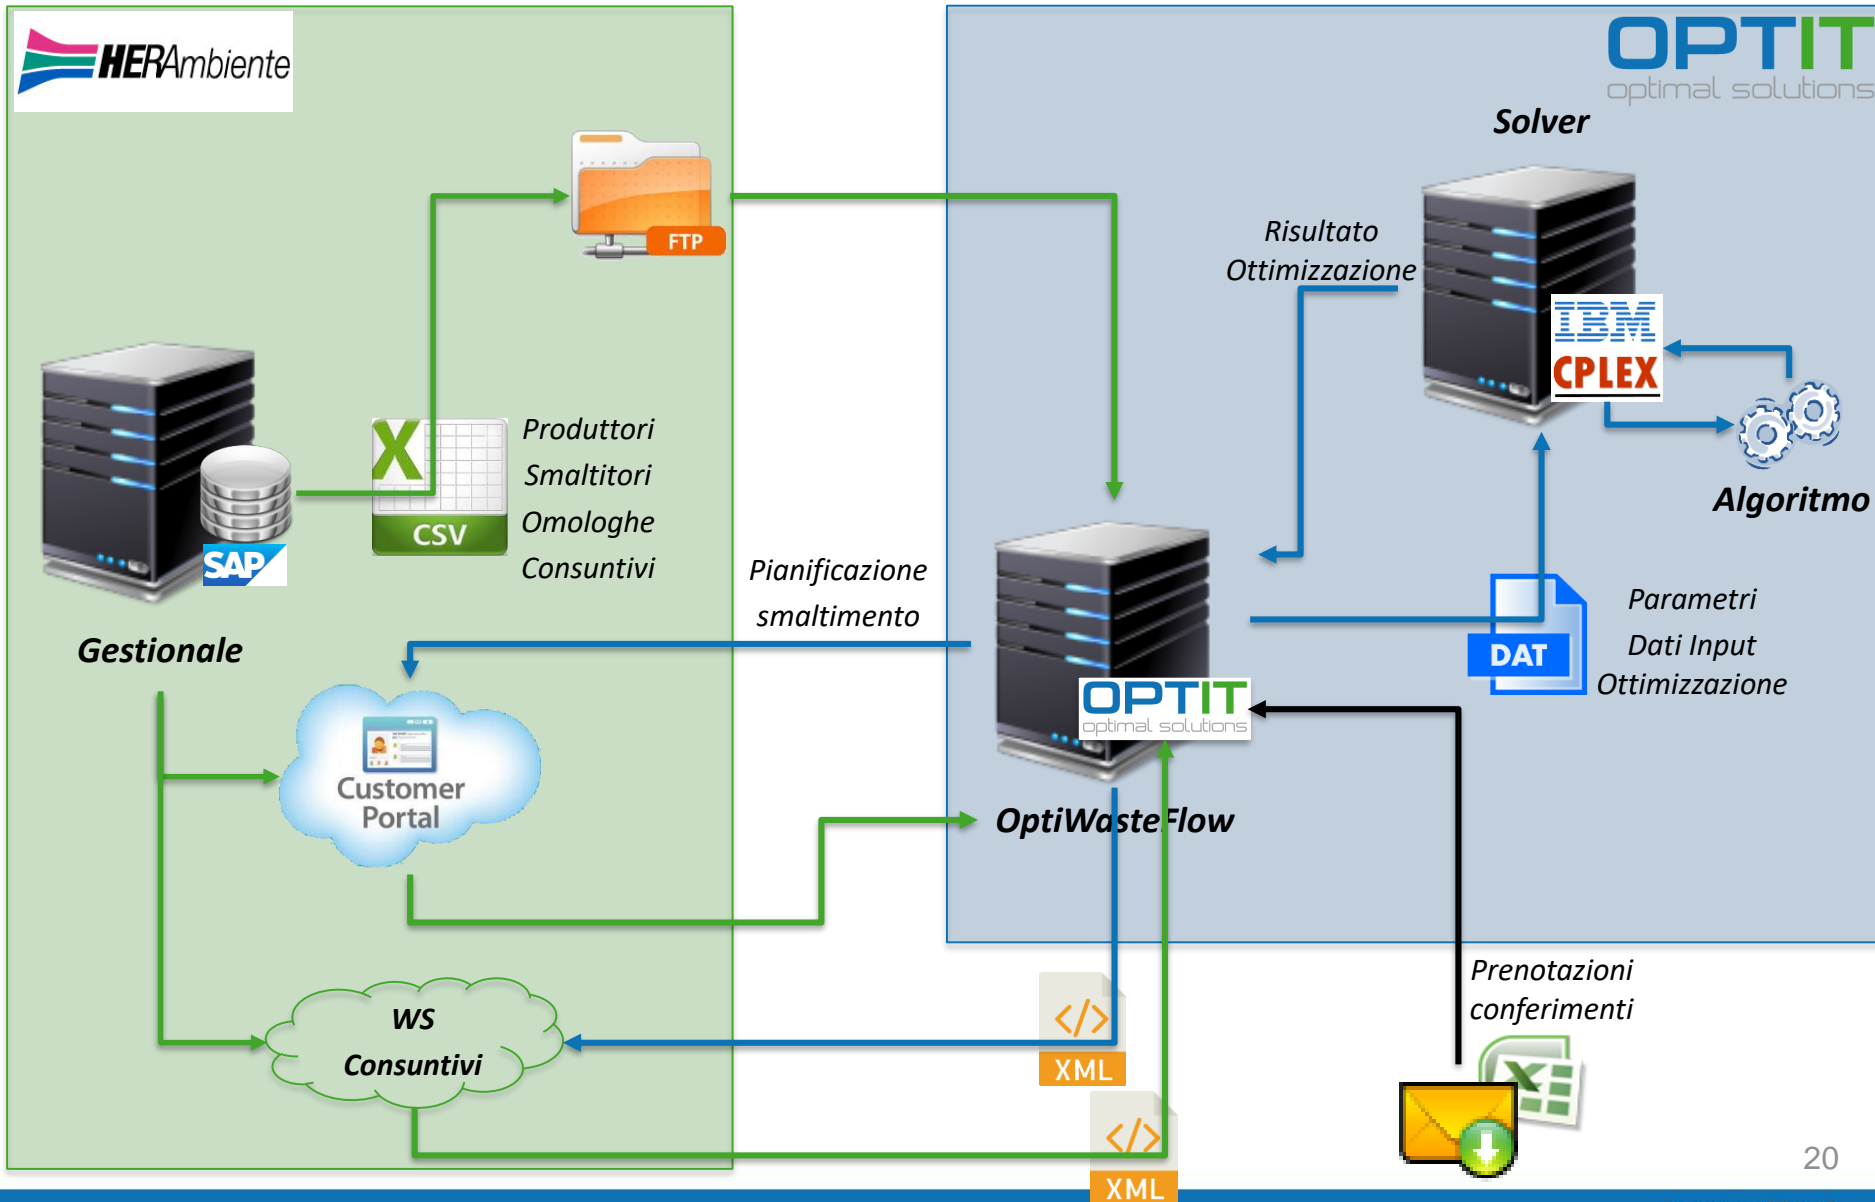 HERAmbiente
OPTIT
optimal solutions
Solver
FTP
Risultato
Ottimizzazione
IBM
CPLEX
Algoritmo
SAP
CSV
Produttori
Smaltitori
Omologhe
Consuntivi
Gestionale
Pianificazione
smaltimento
DAT
Parametri
Dati Input
Ottimizzazione
OPTIT
optimal solutions
Customer
Portal
OptiWasteFlow
WS
Consuntivi
</>
XML
</>
XML
Prenotazioni
conferimenti
20